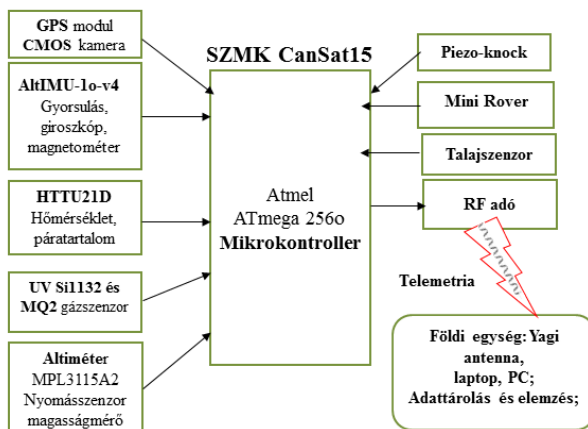 GPS modul
CMOS kamera
AltIMU-1o-v4
Gyorsulás,
giroszkóp,
magnetométer
HTTU21D
Hőmérséklet,
páratartalom
UV Si1132 és
MQ2 gázszenzor
Altiméter
MPL3115A2
Nyomásszenzor
magasságmérő
SZMK CanSat15
Atmel
ATmega 256o
Mikrokontroller
Piezo-knock
Mini Rover
Talajszenzor
RF adó
Telemetria
Földi egység: Yagi
antenna,
laptop, PC;
Adattárolás és elemzés;